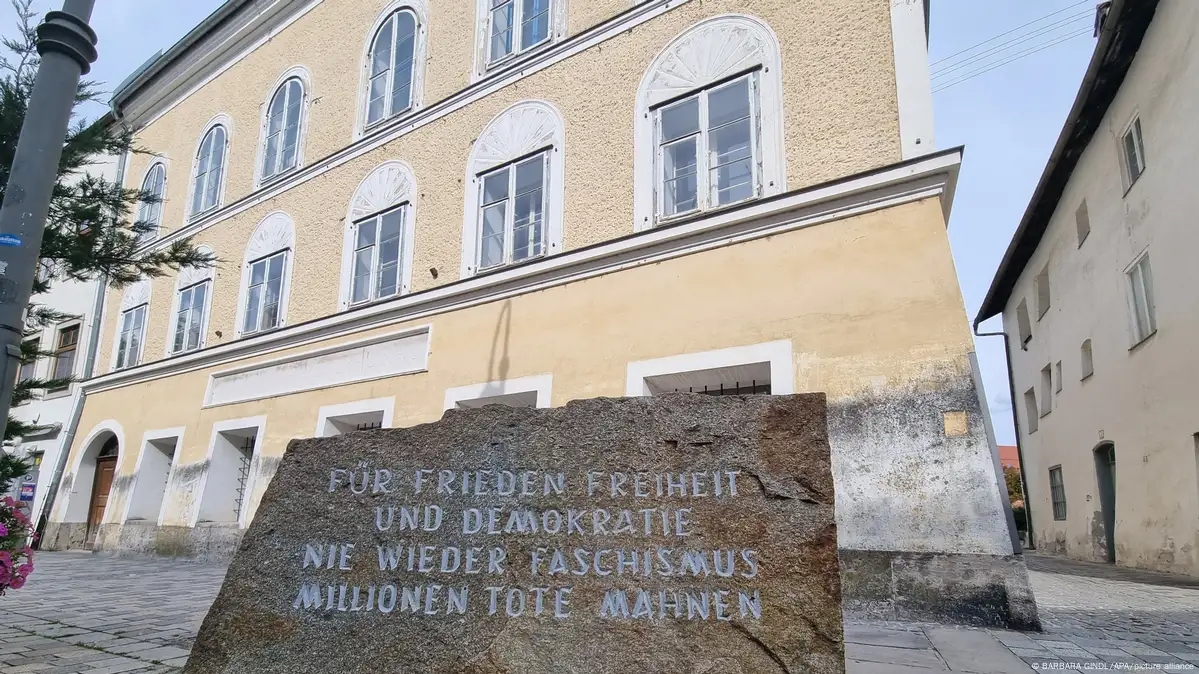 FÜR FRIEDEN FREIHEIT
UND DEMOKRATIE
NIE WIEDER FASCHISMUS
MILLIONEN TOTE MAHNEN
© BARBARA GINDL/APA/picture alliance